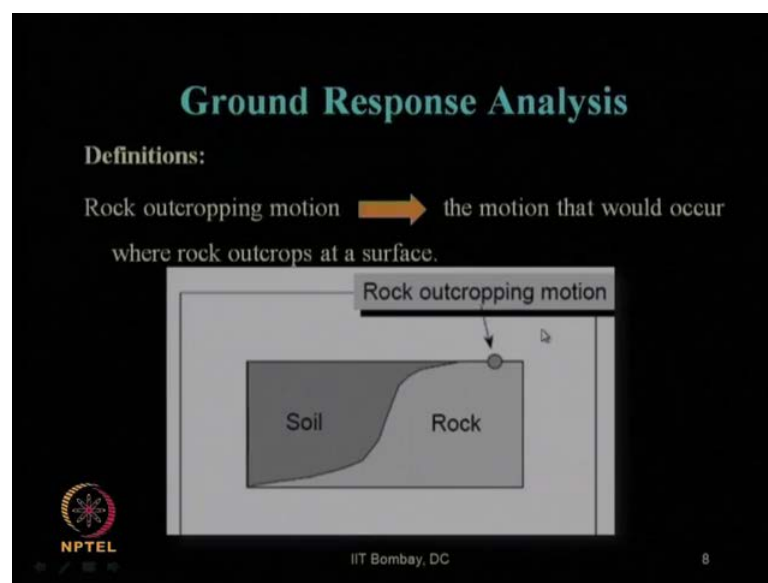 Ground Response Analysis
Definitions:
Rock outcropping motion the motion that would occur
where rock outcrops at a surface.
Rock outcropping motion
Soil
Rock
NPTEL
IIT Bombay, DC
8